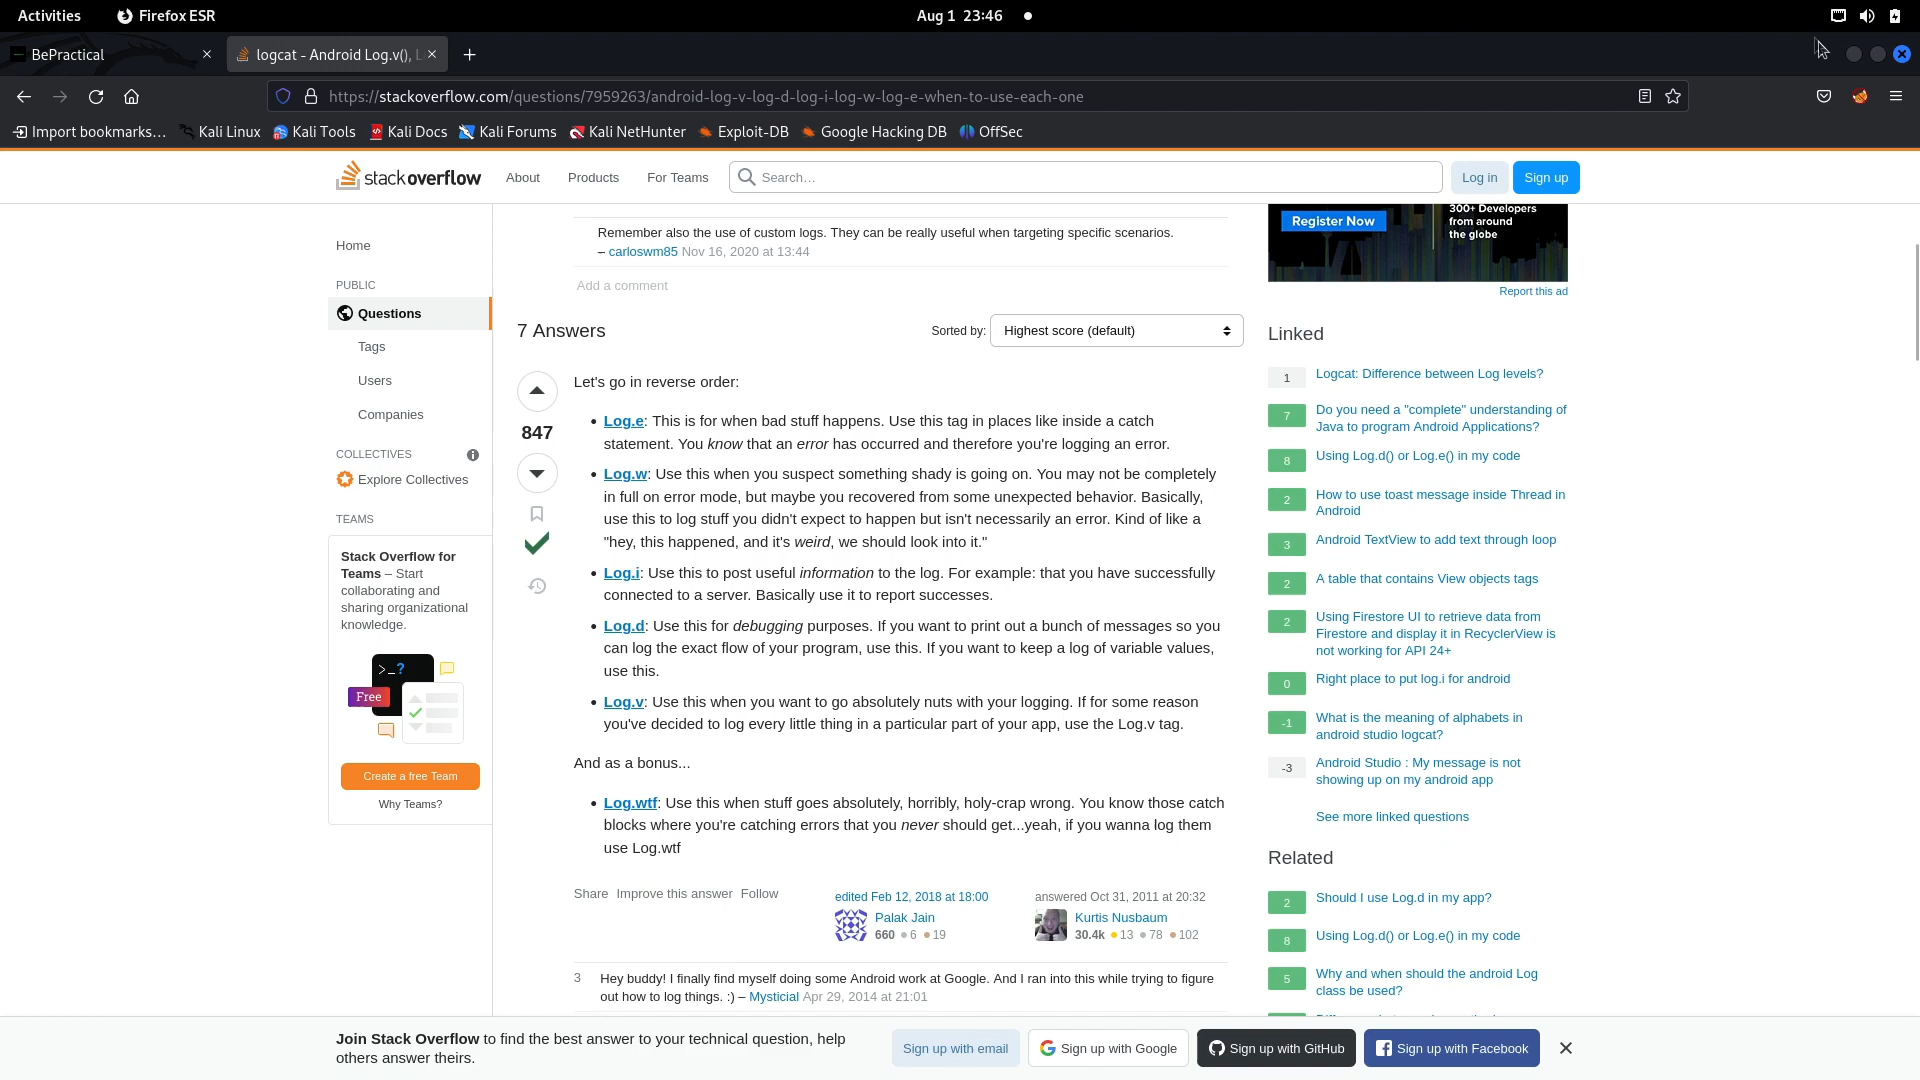 Activities Firefox ESR Aug 1 23:46
BePractical logcat - Android Log.v(), L
https://stackoverflow.com/questions/7959263/android-log-v-log-d-log-i-log-w-log-e-when-to-use-each-one
Import bookmarks... Kali Linux Kali Tools Kali Docs Kali Forums Kali NetHunter Exploit-DB Google Hacking DB OffSec
stackoverflow About Products For Teams Search… Log in Sign up
Home
PUBLIC
Questions
Tags
Users
Companies
COLLECTIVES
Explore Collectives
TEAMS
Stack Overflow for
Teams – Start
collaborating and
sharing organizational
knowledge.
>_?
Free
Create a free Team
Why Teams?
Remember also the use of custom logs. They can be really useful when targeting specific scenarios.
– carloswm85 Nov 16, 2020 at 13:44
Add a comment
7 Answers Sorted by: Highest score (default)
847
Let's go in reverse order:
• Log.e: This is for when bad stuff happens. Use this tag in places like inside a catch
statement. You know that an error has occurred and therefore you're logging an error.
• Log.w: Use this when you suspect something shady is going on. You may not be completely
in full on error mode, but maybe you recovered from some unexpected behavior. Basically,
use this to log stuff you didn't expect to happen but isn't necessarily an error. Kind of like a
"hey, this happened, and it's weird, we should look into it."
• Log.i: Use this to post useful information to the log. For example: that you have successfully
connected to a server. Basically use it to report successes.
• Log.d: Use this for debugging purposes. If you want to print out a bunch of messages so you
can log the exact flow of your program, use this. If you want to keep a log of variable values,
use this.
• Log.v: Use this when you want to go absolutely nuts with your logging. If for some reason
you've decided to log every little thing in a particular part of your app, use the Log.v tag.
And as a bonus...
• Log.wtf: Use this when stuff goes absolutely, horribly, holy-crap wrong. You know those catch
blocks where you're catching errors that you never should get...yeah, if you wanna log them
use Log.wtf
Share Improve this answer Follow
edited Feb 12, 2018 at 18:00
Palak Jain
660 6 19
answered Oct 31, 2011 at 20:32
Kurtis Nusbaum
30.4k 13 78 102
3 Hey buddy! I finally find myself doing some Android work at Google. And I ran into this while trying to figure
out how to log things. :) – Mysticial Apr 29, 2014 at 21:01
Register Now
300+ Developers
from around
the globe
Report this ad
Linked
1 Logcat: Difference between Log levels?
7 Do you need a "complete" understanding of
Java to program Android Applications?
8 Using Log.d() or Log.e() in my code
2 How to use toast message inside Thread in
Android
3 Android TextView to add text through loop
2 A table that contains View objects tags
2 Using Firestore UI to retrieve data from
Firestore and display it in RecyclerView is
not working for API 24+
0 Right place to put log.i for android
-1 What is the meaning of alphabets in
android studio logcat?
-3 Android Studio : My message is not
showing up on my android app
See more linked questions
Related
2 Should I use Log.d in my app?
8 Using Log.d() or Log.e() in my code
5 Why and when should the android Log
class be used?
Join Stack Overflow to find the best answer to your technical question, help
others answer theirs.
Sign up with email Sign up with Google Sign up with GitHub Sign up with Facebook